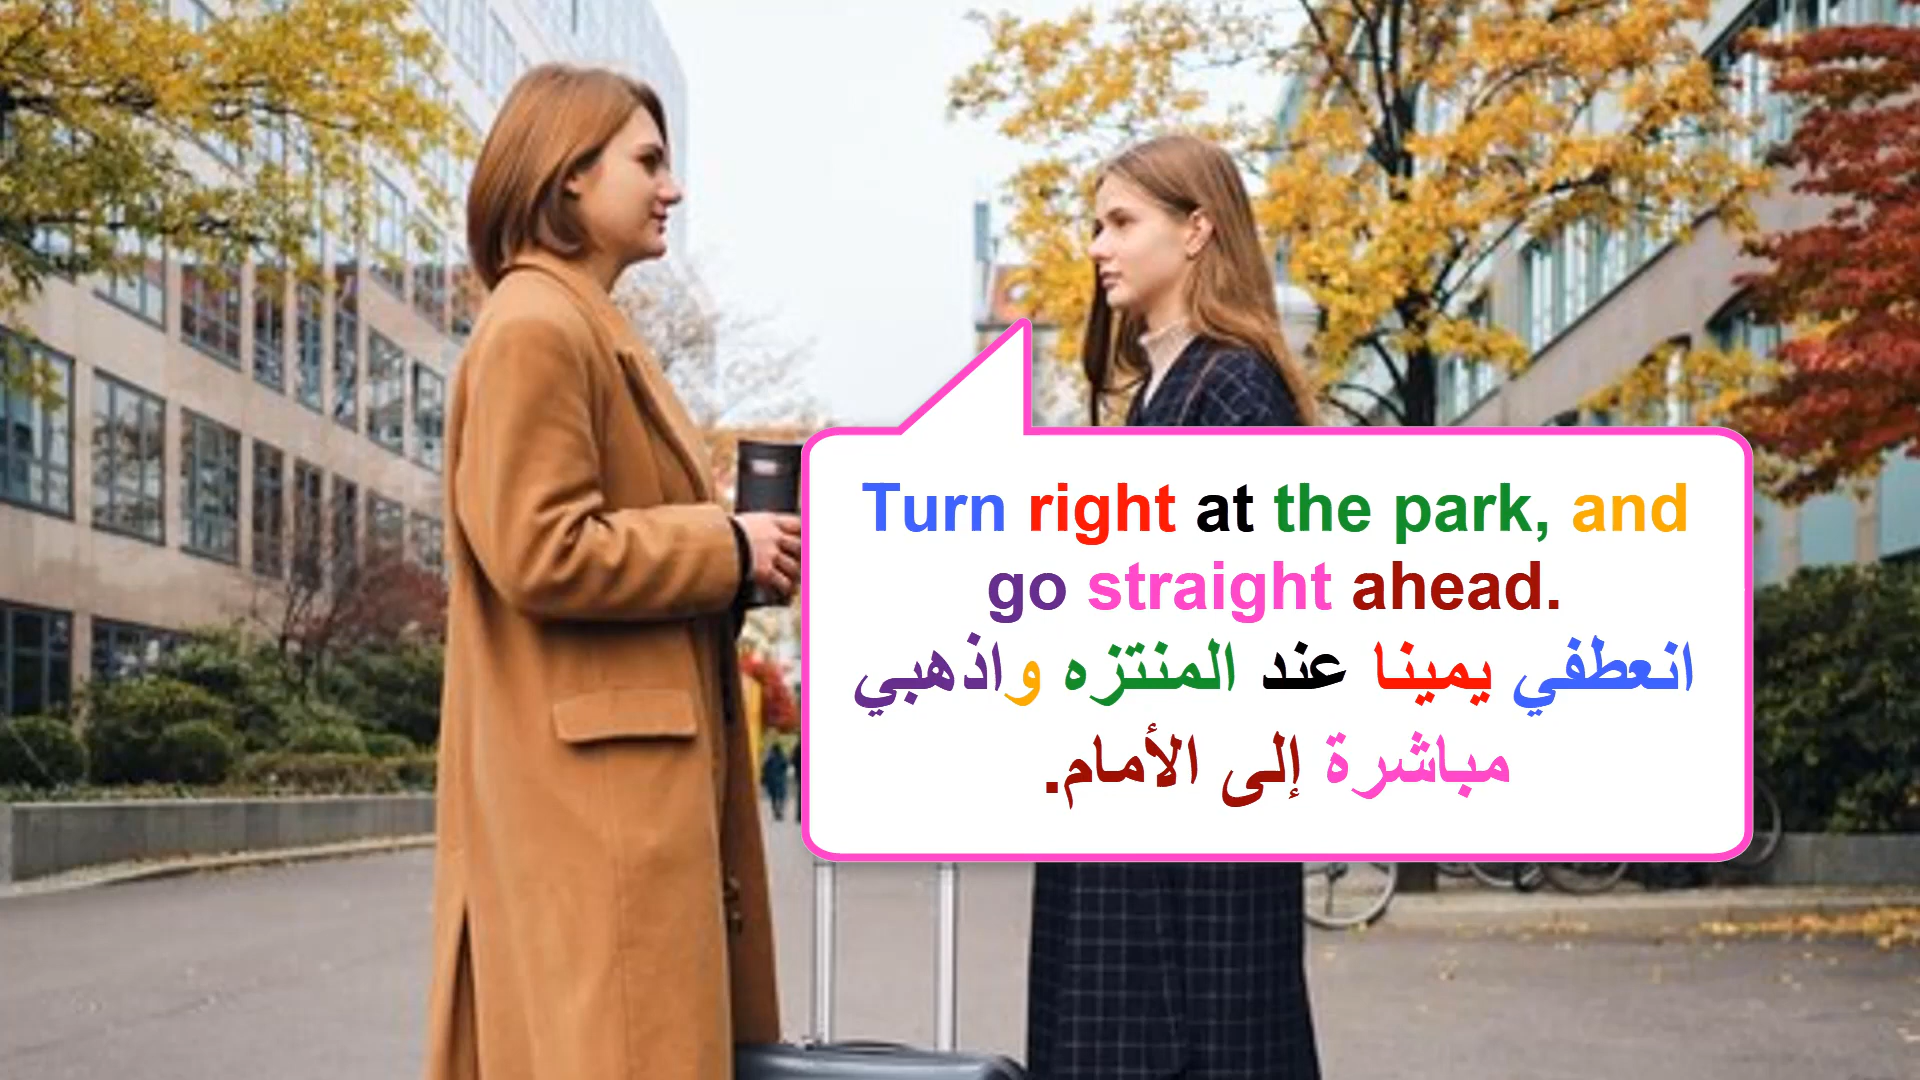 Turn right at the park, and
go straight ahead.
انعطفي يمينا عند المنتزه واذهبي
مباشرة إلى الأمام.